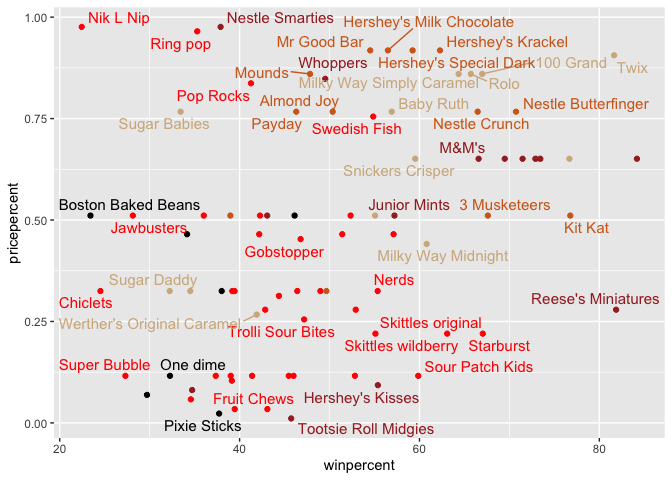 1.00
Nik L Nip
Nestle Smarties
Hershey's Milk Chocolate
Ring pop
Mr Good Bar
Hershey's Krackel
Whoppers
Hershey's Special Dark
100 Grand
Twix
Mounds
Milky Way Simply Caramel
Rolo
Pop Rocks
Almond Joy
Baby Ruth
Nestle Butterfinger
0.75
Sugar Babies
Payday
Swedish Fish
Nestle Crunch
M&M's
Snickers Crisper
pricepercent
Boston Baked Beans
Junior Mints
3 Musketeers
0.50
Jawbusters
Kit Kat
Gobstopper
Milky Way Midnight
Sugar Daddy
Nerds
Chiclets
Reese's Miniatures
0.25
Werther's Original Caramel
Trolli Sour Bites
Skittles original
Skittles wildberry
Starburst
Super Bubble
One dime
Sour Patch Kids
Fruit Chews
Hershey's Kisses
0.00
Pixie Sticks
Tootsie Roll Midgies
20
40
60
80
winpercent